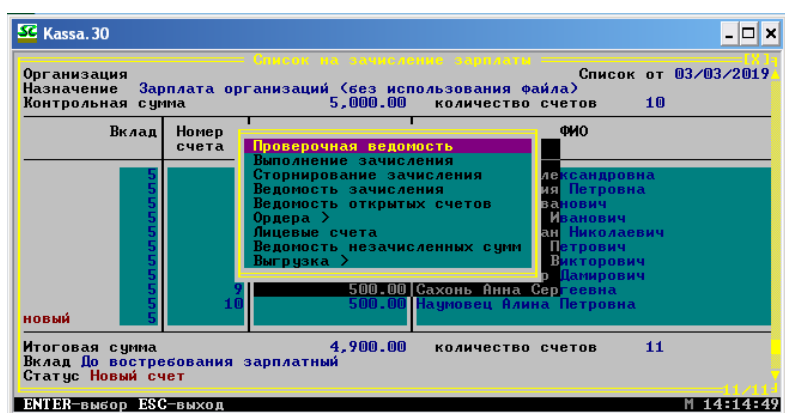 Kassa.30
Список на зачисление зарплаты [X]
Организация Список от 03/03/2019
Назначение Зарплата организаций (без использования файла)
Контрольная сумма 5,000.00 количество счетов 10
Вклад Номер счета ФИО
Проверочная ведомость
Выполнение зачисления
5 Сторнирование зачисления лександровна
5 Ведомость зачисления ия Петровна
5 Ведомость открытых счетов ванович
5 Ордера > Иванович
5 Лицевые счета ан Николаевич
5 Ведомость незачисленных сумм Петрович
5 Выгрузка > Викторович
5 р Дамирович
5 9 500.00 Сахонь Анна Сергеевна
5 10 500.00 Наумовец Алина Петровна
новый 5
Итоговая сумма 4,900.00 количество счетов 11
Вклад До востребования зарплатный
Статус Новый счет
11/11
ENTER-выбор ESC-выход М 14:14:49